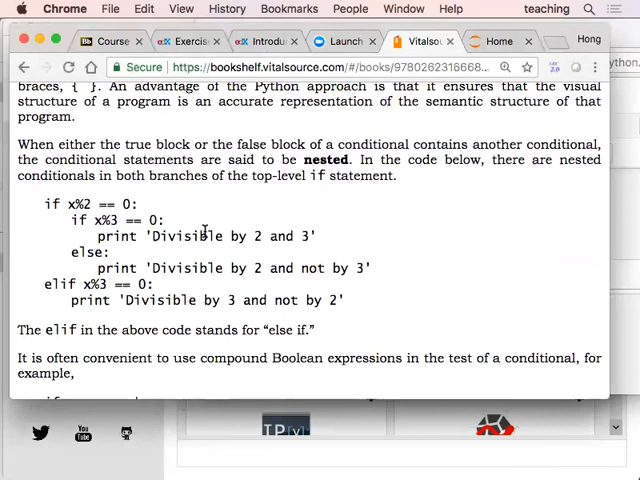 Chrome File Edit View History Bookmarks People Window Help teaching
Bb Course
Exercise
Introdu
Launch
Vitalsou
Home
Hong
Secure https://bookshelf.vitalsource.com/#/books/9780262316668...
braces, { }. An advantage of the Python approach is that it ensures that the visual
structure of a program is an accurate representation of the semantic structure of that
program.
When either the true block or the false block of a conditional contains another conditional,
the conditional statements are said to be nested. In the code below, there are nested
conditionals in both branches of the top-level if statement.
if x%2 == 0:
if x%3 == 0:
print 'Divisible by 2 and 3'
else:
print 'Divisible by 2 and not by 3'
elif x%3 == 0:
print 'Divisible by 3 and not by 2'
The elif in the above code stands for “else if.”
It is often convenient to use compound Boolean expressions in the test of a conditional, for
example,
You
Tube